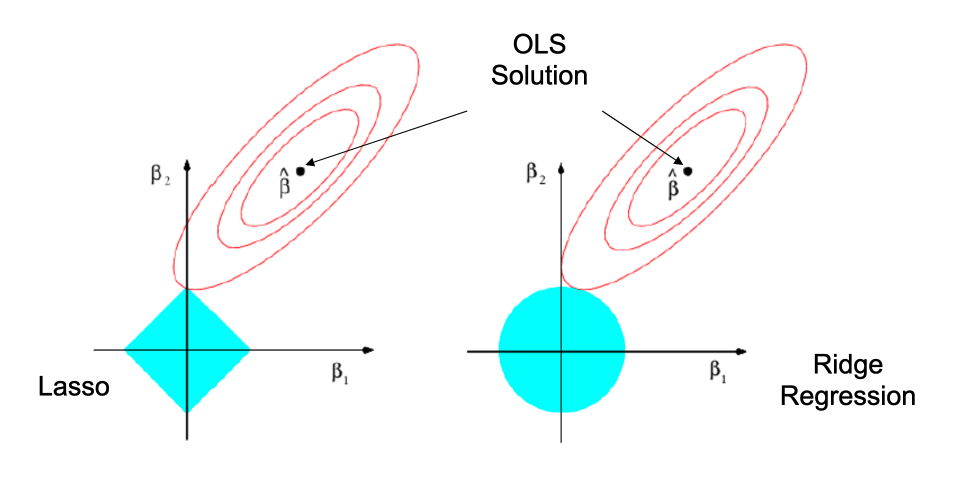 OLS
Solution
β₂
β̂
β₁
Lasso
β₂
β̂
β₁
Ridge
Regression